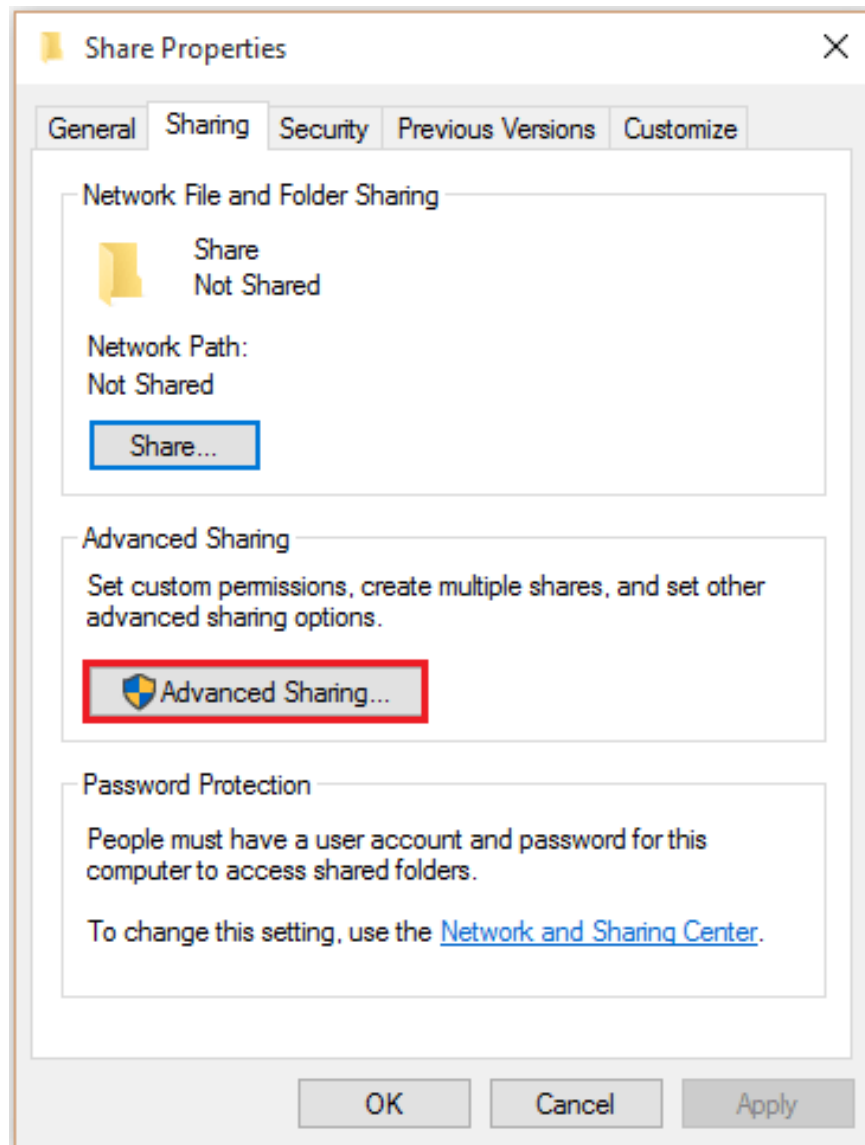 Share Properties
General Sharing Security Previous Versions Customize
Network File and Folder Sharing
Share
Not Shared
Network Path:
Not Shared
Share...
Advanced Sharing
Set custom permissions, create multiple shares, and set other
advanced sharing options.
Advanced Sharing...
Password Protection
People must have a user account and password for this
computer to access shared folders.
To change this setting, use the Network and Sharing Center.
OK Cancel Apply